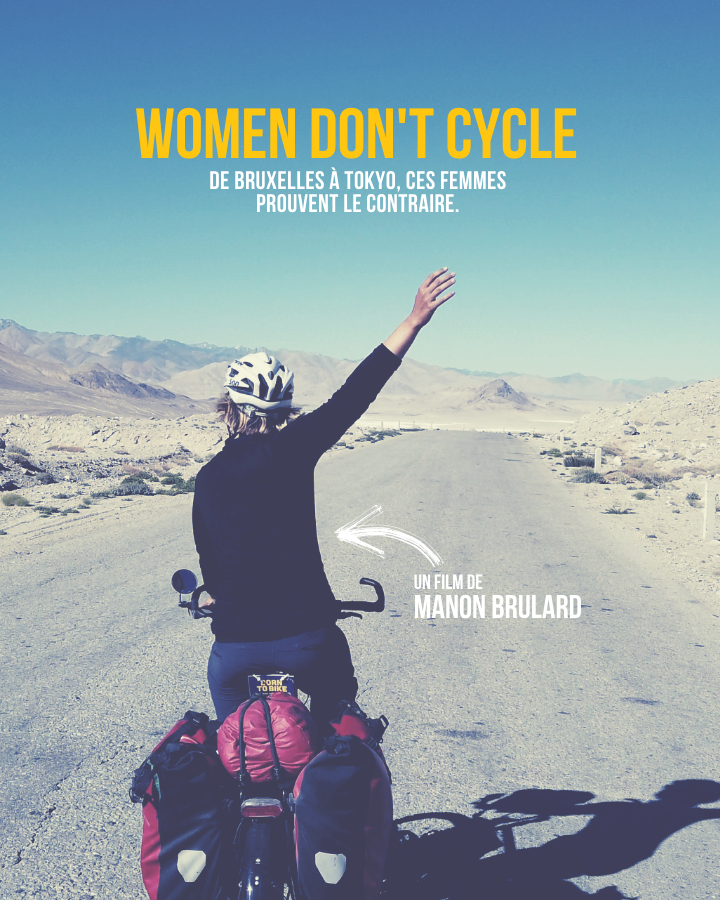 WOMEN DON'T CYCLE
DE BRUXELLES À TOKYO, CES FEMMES
PROUVENT LE CONTRAIRE.
UN FILM DE
MANON BRULARD
BORN
TO BIKE